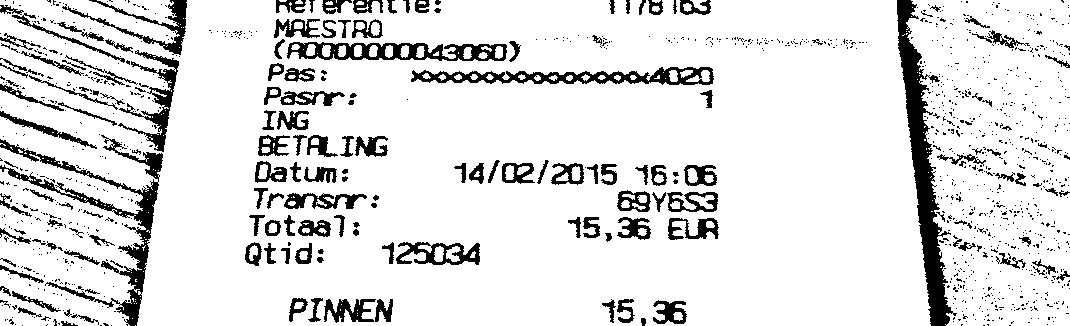 Referentie: 1178163
MAESTRO
(A0000000043060)
Pas: xxxxxxxxxxxxxxx4020
Pasnr: 1
ING
BETALING
Datum: 14/02/2015 16:06
Transnr: 69Y6S3
Totaal: 15,36 EUR
Qtid: 125034
PINNEN 15,36